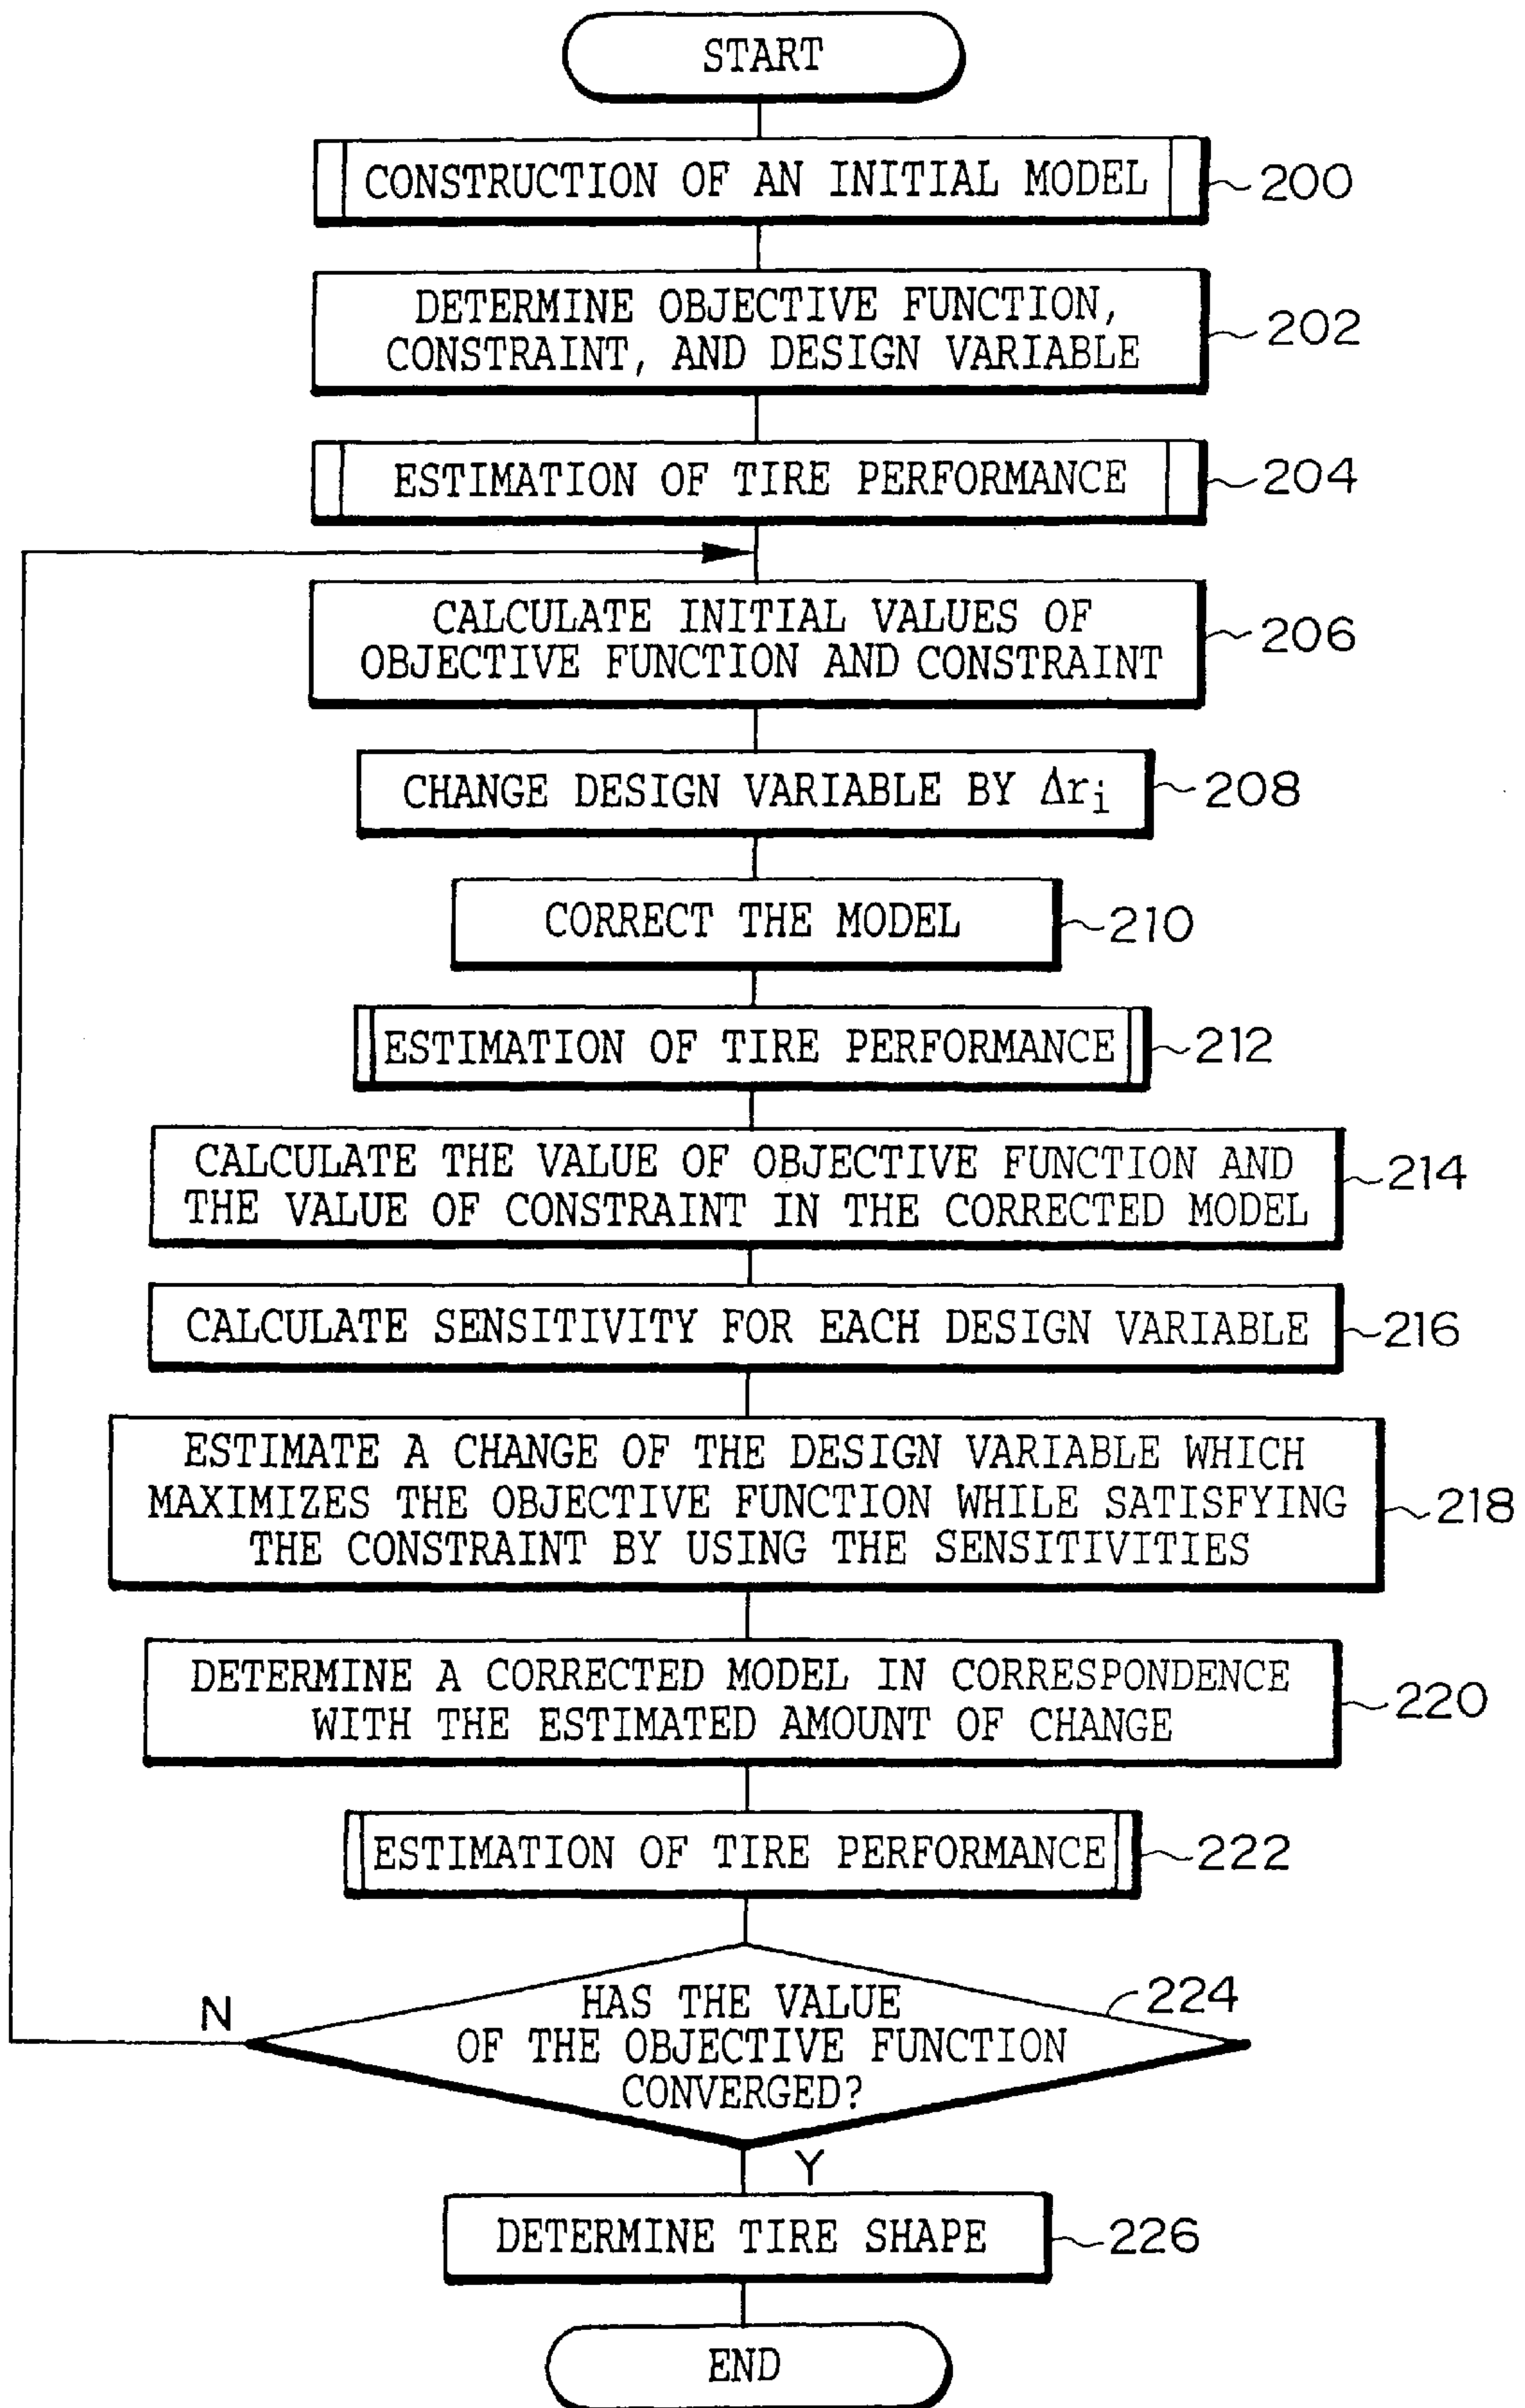 START
CONSTRUCTION OF AN INITIAL MODEL
200
DETERMINE OBJECTIVE FUNCTION,
CONSTRAINT, AND DESIGN VARIABLE
202
ESTIMATION OF TIRE PERFORMANCE
204
CALCULATE INITIAL VALUES OF
OBJECTIVE FUNCTION AND CONSTRAINT
206
CHANGE DESIGN VARIABLE BY Δri
208
CORRECT THE MODEL
210
ESTIMATION OF TIRE PERFORMANCE
212
CALCULATE THE VALUE OF OBJECTIVE FUNCTION AND
THE VALUE OF CONSTRAINT IN THE CORRECTED MODEL
214
CALCULATE SENSITIVITY FOR EACH DESIGN VARIABLE
216
ESTIMATE A CHANGE OF THE DESIGN VARIABLE WHICH
MAXIMIZES THE OBJECTIVE FUNCTION WHILE SATISFYING
THE CONSTRAINT BY USING THE SENSITIVITIES
218
DETERMINE A CORRECTED MODEL IN CORRESPONDENCE
WITH THE ESTIMATED AMOUNT OF CHANGE
220
ESTIMATION OF TIRE PERFORMANCE
222
HAS THE VALUE
OF THE OBJECTIVE FUNCTION
CONVERGED?
224
N
Y
DETERMINE TIRE SHAPE
226
END